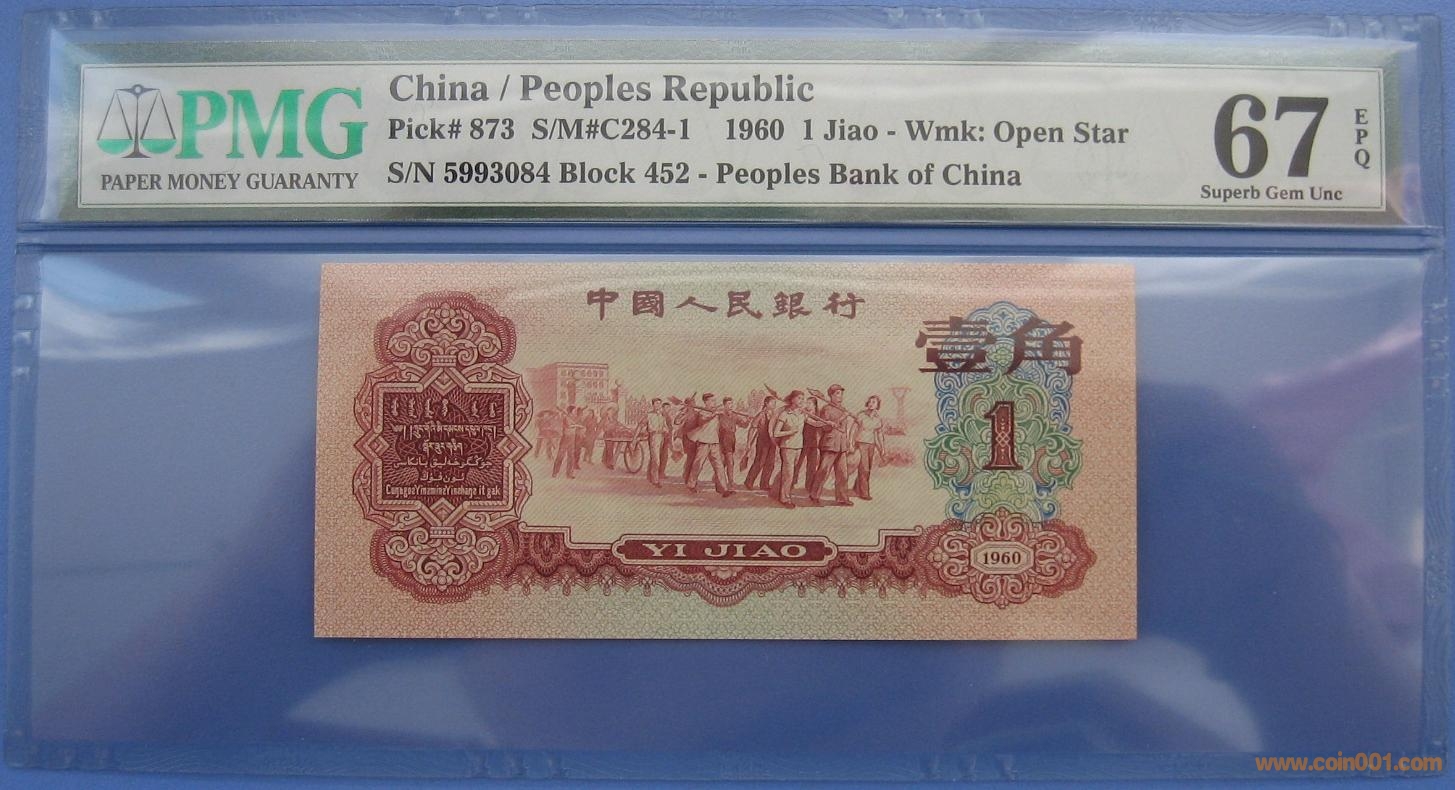 PMG
PAPER MONEY GUARANTY
China / Peoples Republic
Pick# 873 S/M#C284-1 1960 1 Jiao - Wmk: Open Star
S/N 5993084 Block 452 - Peoples Bank of China
67 EPQ
Superb Gem Unc
中國人民銀行
壹角
1
YI JIAO
1960
www.coin001.com